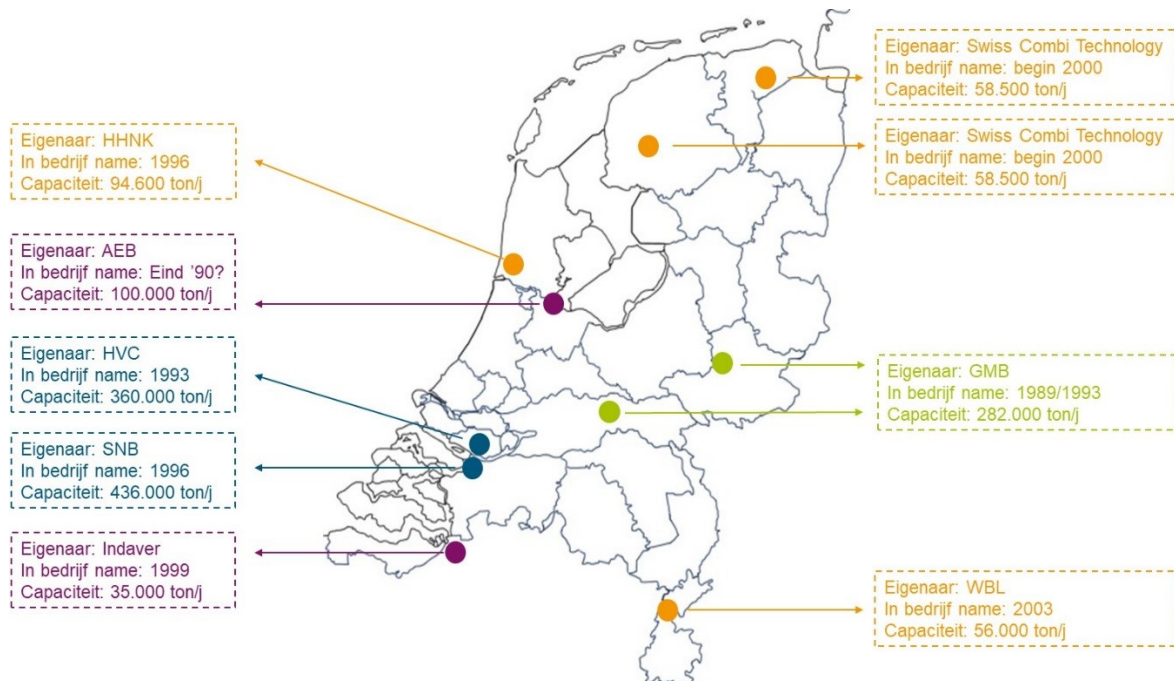 Eigenaar: Swiss Combi Technology
In bedrijf name: begin 2000
Capaciteit: 58.500 ton/j
Eigenaar: HHNK
In bedrijf name: 1996
Capaciteit: 94.600 ton/j
Eigenaar: Swiss Combi Technology
In bedrijf name: begin 2000
Capaciteit: 58.500 ton/j
Eigenaar: AEB
In bedrijf name: Eind '90?
Capaciteit: 100.000 ton/j
Eigenaar: HVC
In bedrijf name: 1993
Capaciteit: 360.000 ton/j
Eigenaar: GMB
In bedrijf name: 1989/1993
Capaciteit: 282.000 ton/j
Eigenaar: SNB
In bedrijf name: 1996
Capaciteit: 436.000 ton/j
Eigenaar: Indaver
In bedrijf name: 1999
Capaciteit: 35.000 ton/j
Eigenaar: WBL
In bedrijf name: 2003
Capaciteit: 56.000 ton/j